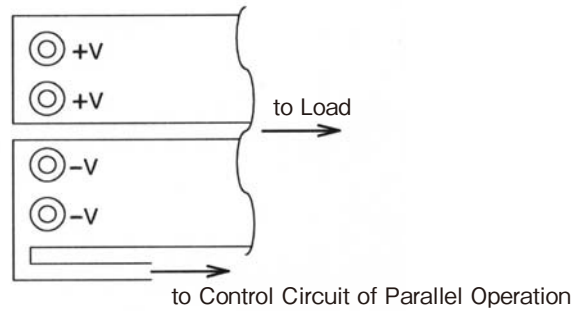 +V
+V
to Load
-V
-V
to Control Circuit of Parallel Operation